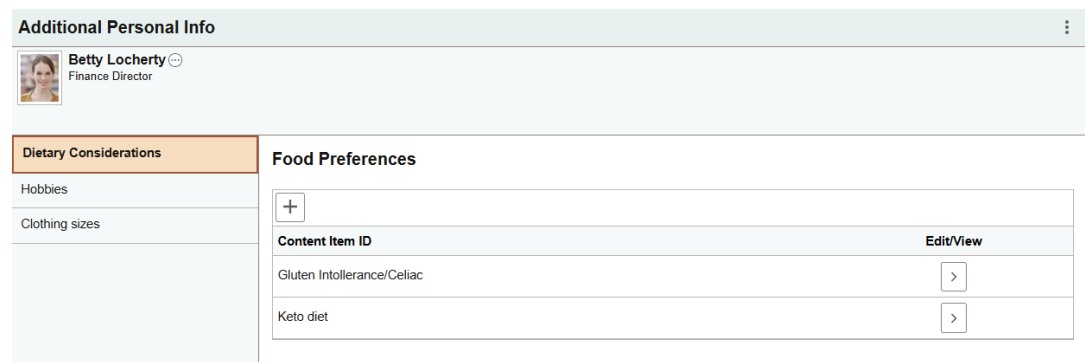 Additional Personal Info
Betty Locherty
Finance Director
Dietary Considerations
Hobbies
Clothing sizes
Food Preferences
Content Item ID Edit/View
Gluten Intollerance/Celiac
Keto diet